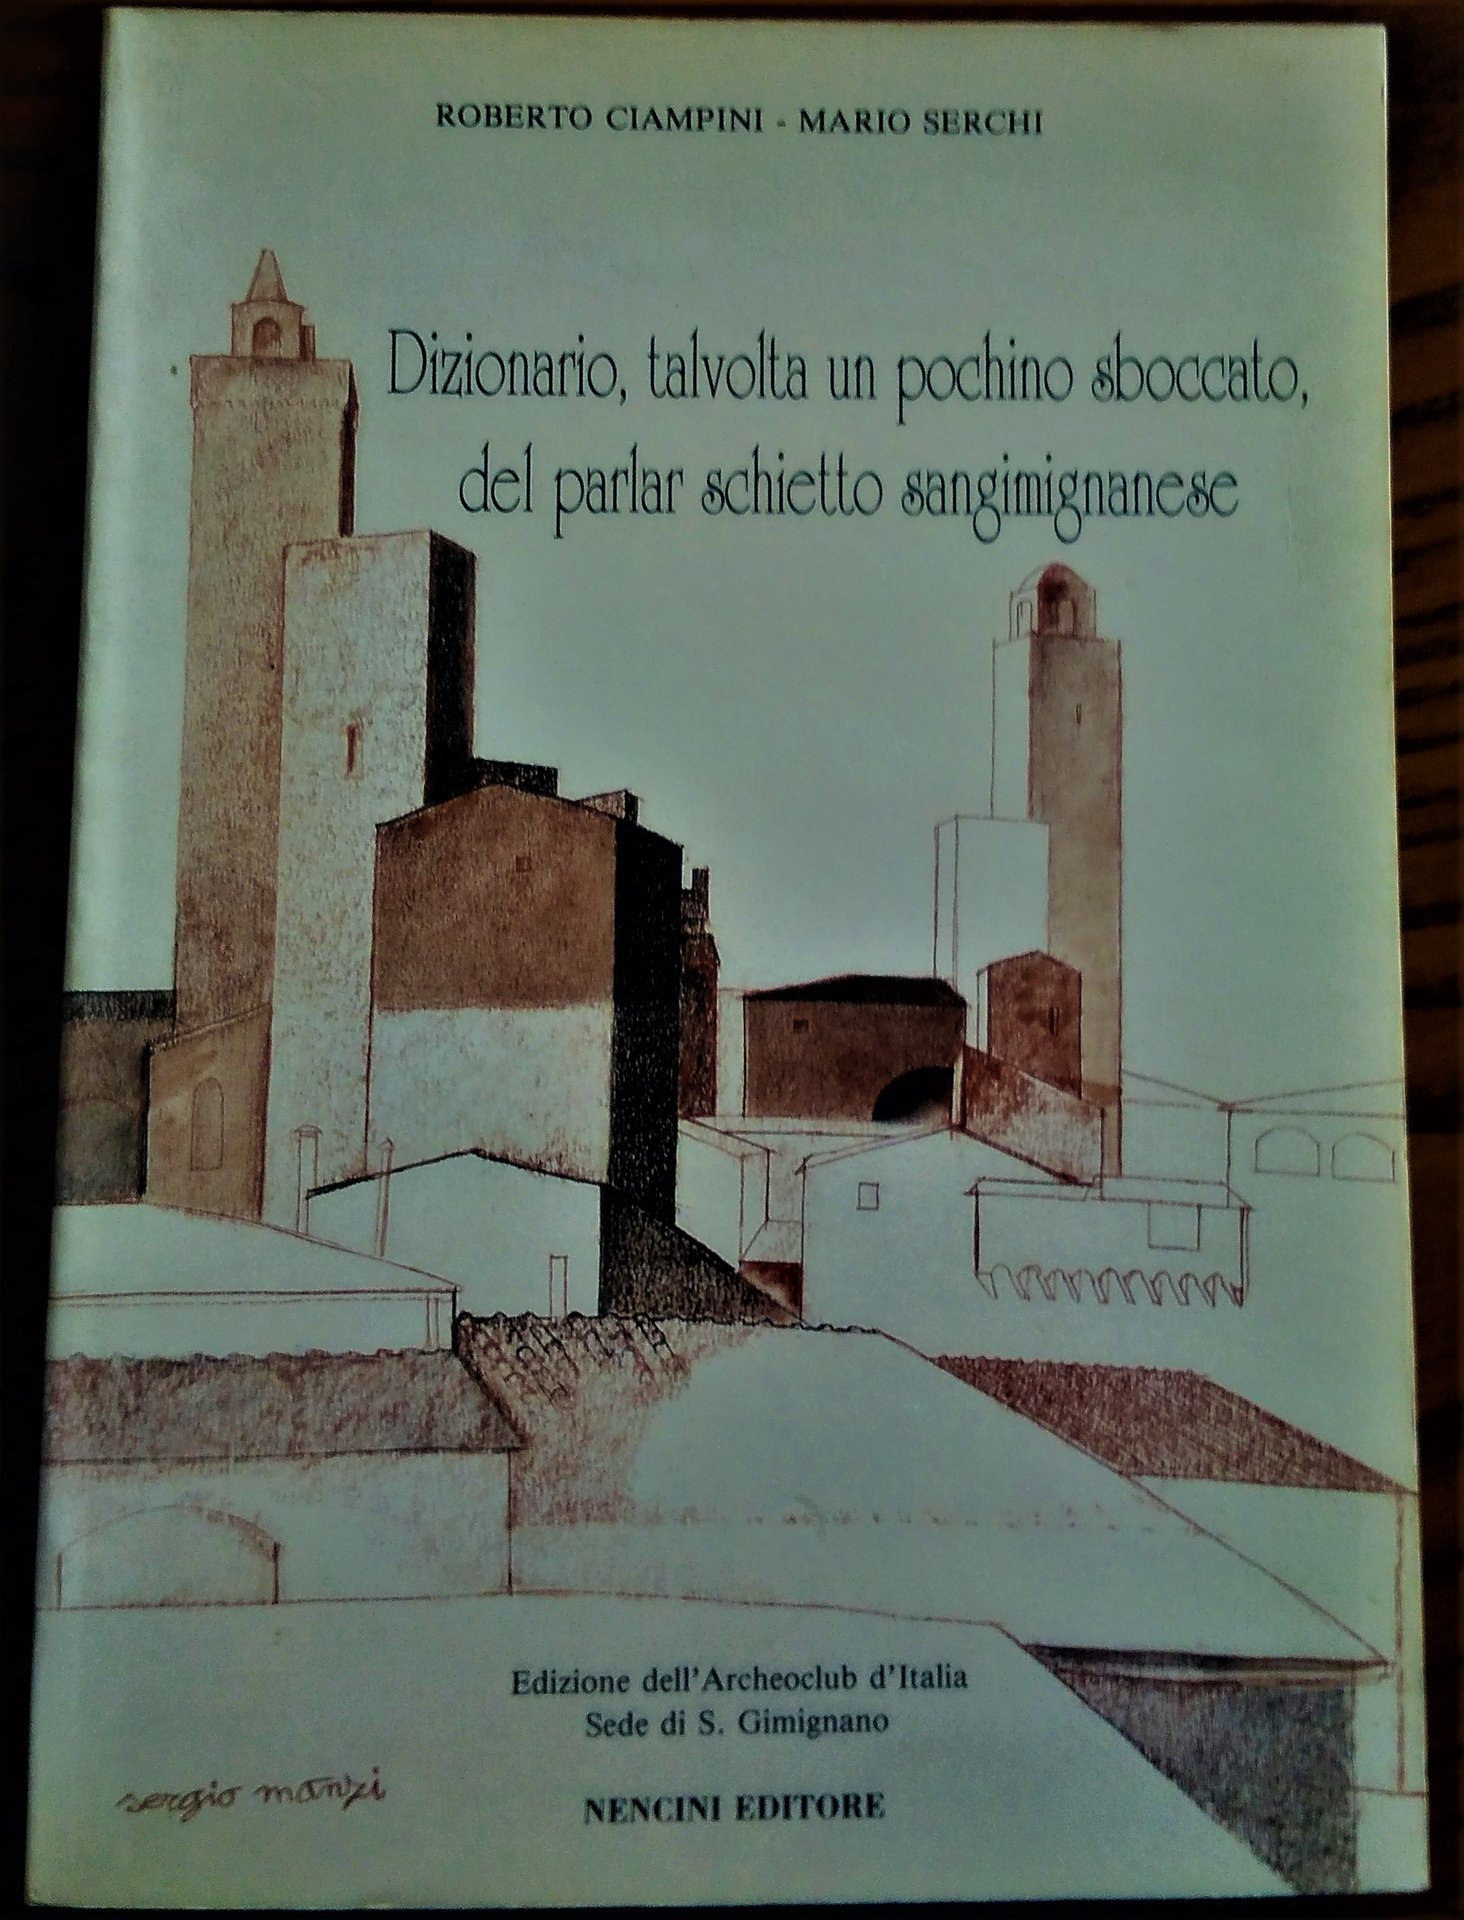 ROBERTO CIAMPINI - MARIO SERCHI
Dizionario, talvolta un pochino sboccato,
del parlar schietto sangimignanese
Edizione dell'Archeoclub d'Italia
Sede di S. Gimignano
sergio manzi
NENCINI EDITORE